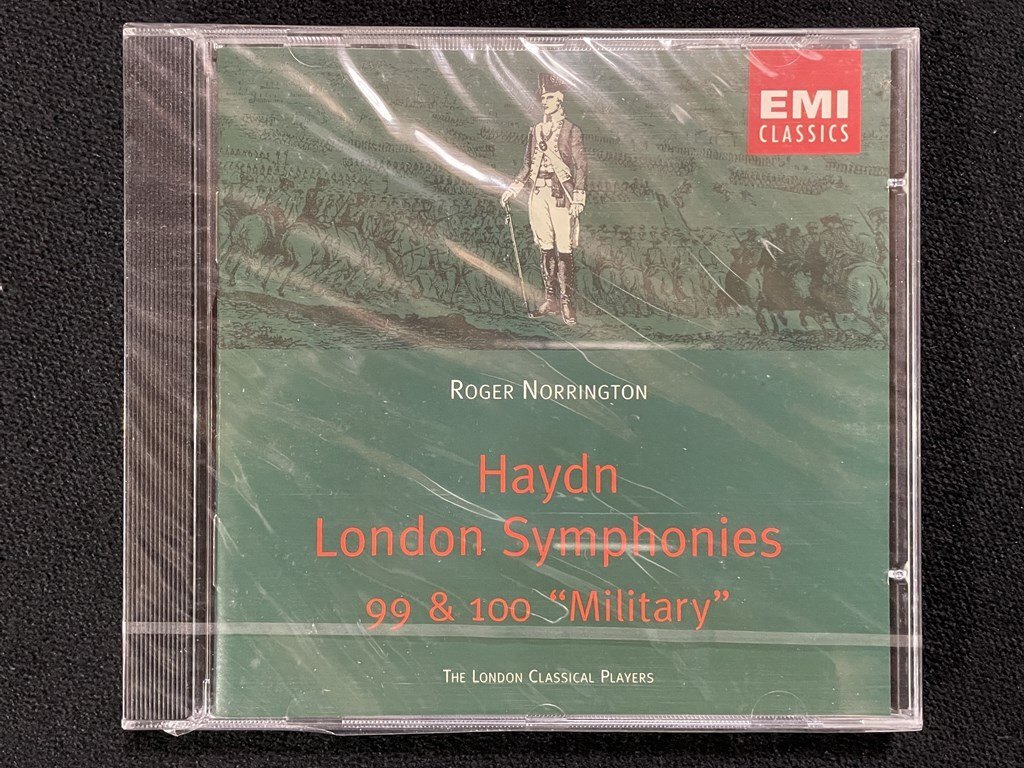 EMI
CLASSICS
ROGER NORRINGTON
Haydn
London Symphonies
99 & 100 “Military”
THE LONDON CLASSICAL PLAYERS